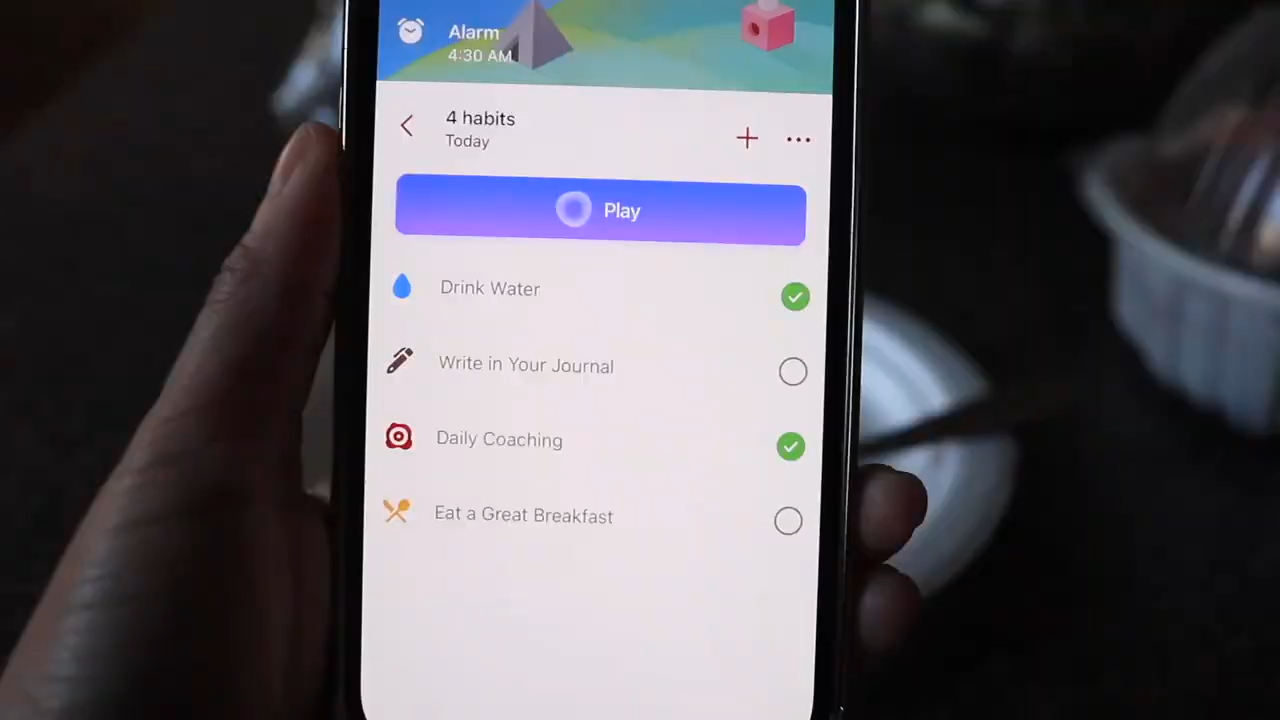 Alarm
4:30 AM
4 habits
Today
Play
Drink Water
Write in Your Journal
Daily Coaching
Eat a Great Breakfast